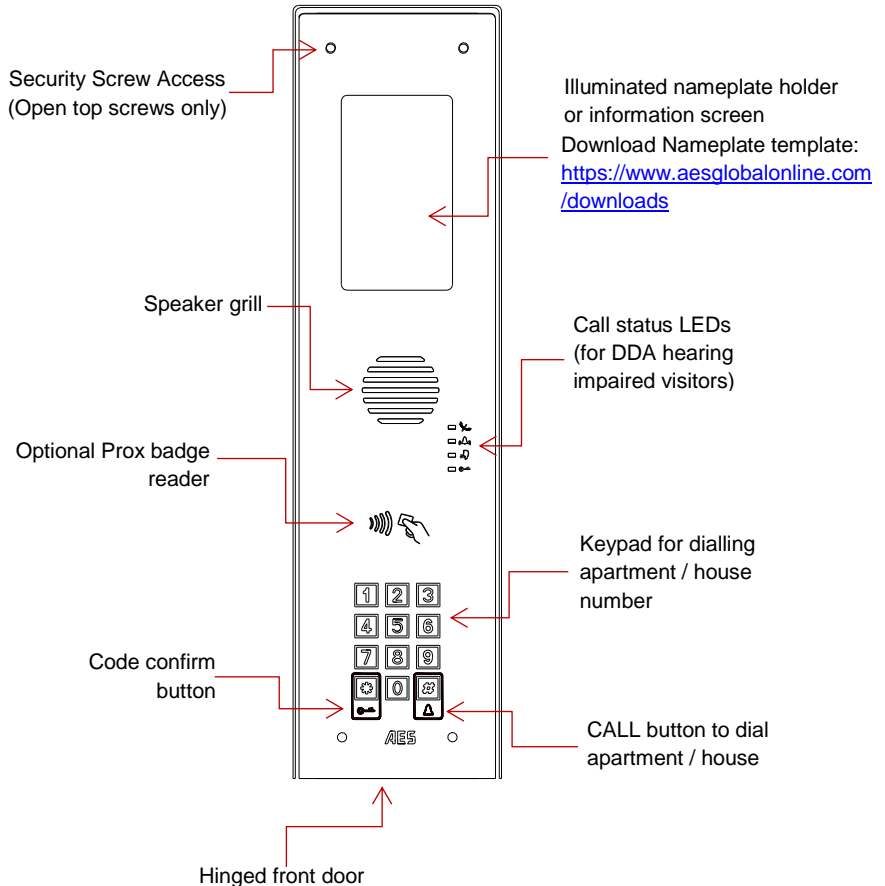 Security Screw Access
(Open top screws only)
Illuminated nameplate holder
or information screen
Download Nameplate template:
https://www.aesglobalonline.com
/downloads
Speaker grill
Call status LEDs
(for DDA hearing
impaired visitors)
Optional Prox badge
reader
Keypad for dialling
apartment / house
number
1 2 3
4 5 6
7 8 9
* 0 #
Code confirm
button
AES
CALL button to dial
apartment / house
Hinged front door